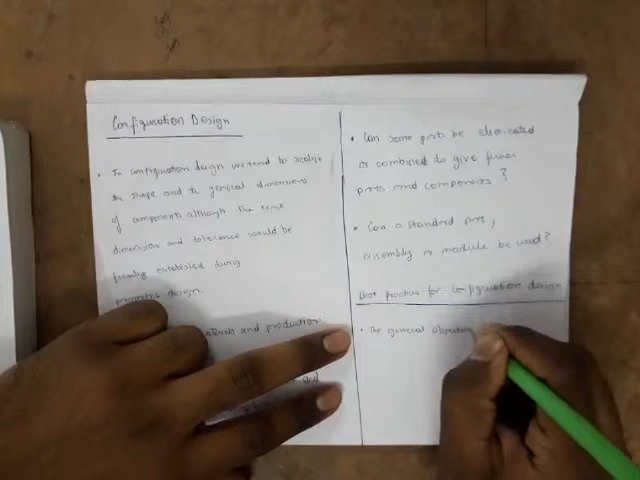 Configuration Design
• In configuration design we tend to realize
the shape and the general dimensions
of components although the exact
dimension and tolerance would be
finally established during
parametric design.
materials and production
and
• Can some parts be eliminated
or combined to give fewer
parts and components ?
• Can a standard part,
assembly or module be used?
Best practices for configuration design
• The general objective